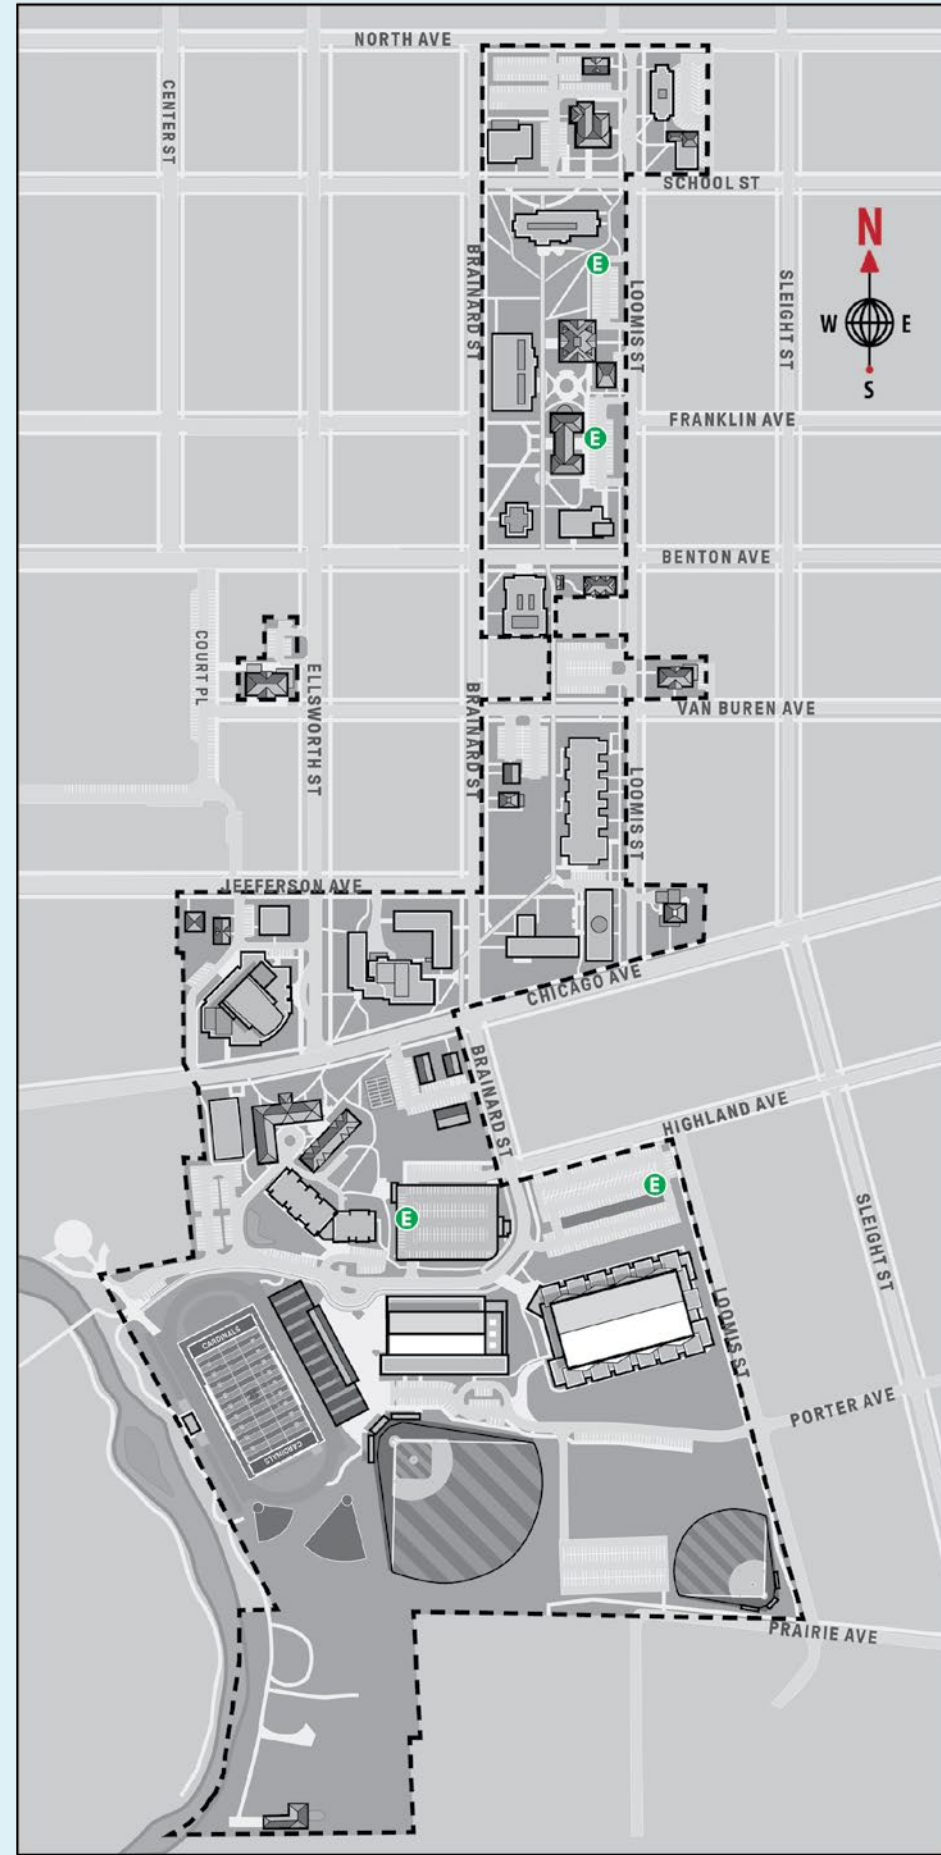 NORTH AVE
CENTER ST
SCHOOL ST
N
W
E
S
E
BRAINARD ST
LOOMIS ST
SLEIGHT ST
FRANKLIN AVE
E
BENTON AVE
COURT PL
ELLSWORTH ST
BRAINARD ST
VAN BUREN AVE
LOOMIS ST
JEFFERSON AVE
CHICAGO AVE
BRAINARD ST
HIGHLAND AVE
E
E
SLEIGHT ST
LOOMIS ST
CARDINALS
CARDINALS
PORTER AVE
PRAIRIE AVE